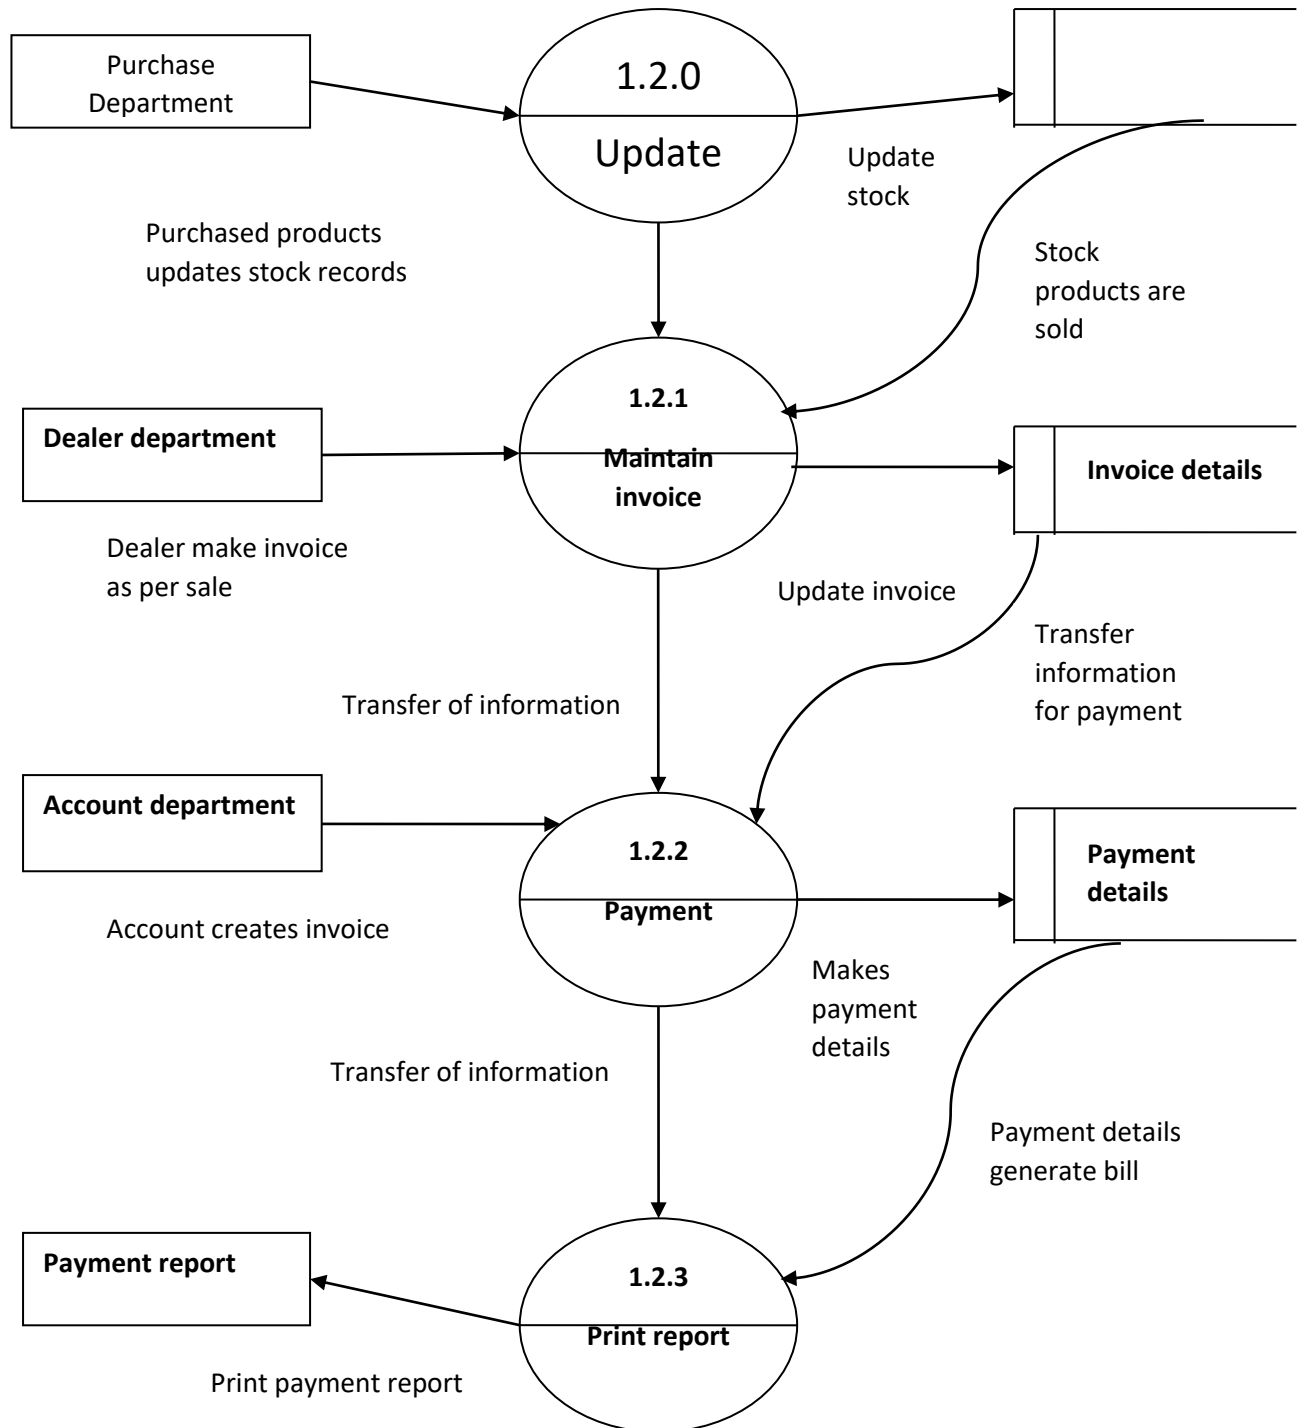 Purchase
Department
1.2.0
Update
Update
stock
Purchased products
updates stock records
Stock
products are
sold
1.2.1
Maintain
invoice
Dealer department
Invoice details
Dealer make invoice
as per sale
Update invoice
Transfer
information
for payment
Transfer of information
Account department
1.2.2
Payment
Payment
details
Account creates invoice
Makes
payment
details
Transfer of information
Payment details
generate bill
Payment report
1.2.3
Print report
Print payment report